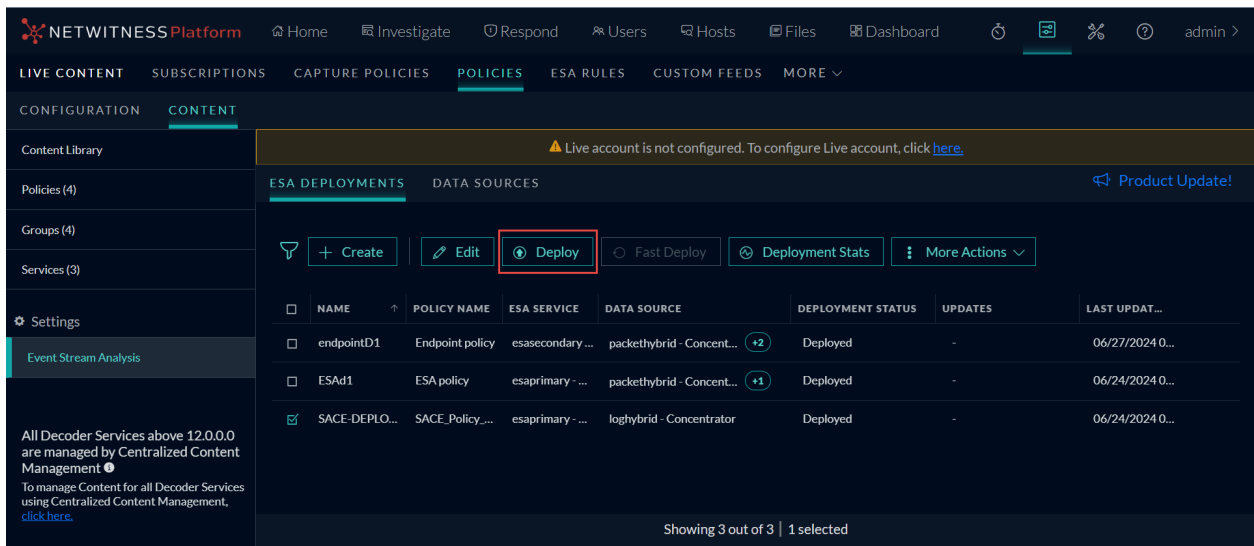 NETWITNESS Platform Home Investigate Respond Users Hosts Files Dashboard admin >
LIVE CONTENT SUBSCRIPTIONS CAPTURE POLICIES POLICIES ESA RULES CUSTOM FEEDS MORE
CONFIGURATION CONTENT
Content Library
Policies (4)
Groups (4)
Services (3)
Settings
Event Stream Analysis
All Decoder Services above 12.0.0.0
are managed by Centralized Content
Management
To manage Content for all Decoder Services
using Centralized Content Management,
click here.
Live account is not configured. To configure Live account, click here.
ESA DEPLOYMENTS DATA SOURCES Product Update!
+ Create Edit Deploy Fast Deploy Deployment Stats More Actions
NAME ↑ POLICY NAME ESA SERVICE DATA SOURCE DEPLOYMENT STATUS UPDATES LAST UPDAT...
endpointD1 Endpoint policy esasecondary ... packethybrid - Concent... +2 Deployed - 06/27/2024 0...
ESAd1 ESA policy esaprimary - ... packethybrid - Concent... +1 Deployed - 06/24/2024 0...
SACE-DEPLO... SACE_Policy_... esaprimary - ... loghybrid - Concentrator Deployed - 06/24/2024 0...
Showing 3 out of 3 | 1 selected